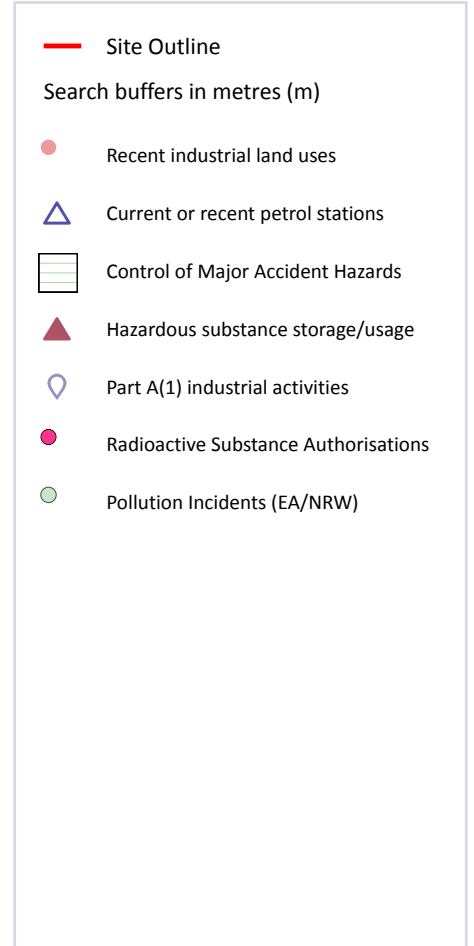 Site Outline
Search buffers in metres (m)
Recent industrial land uses
Current or recent petrol stations
Control of Major Accident Hazards
Hazardous substance storage/usage
Part A(1) industrial activities
Radioactive Substance Authorisations
Pollution Incidents (EA/NRW)